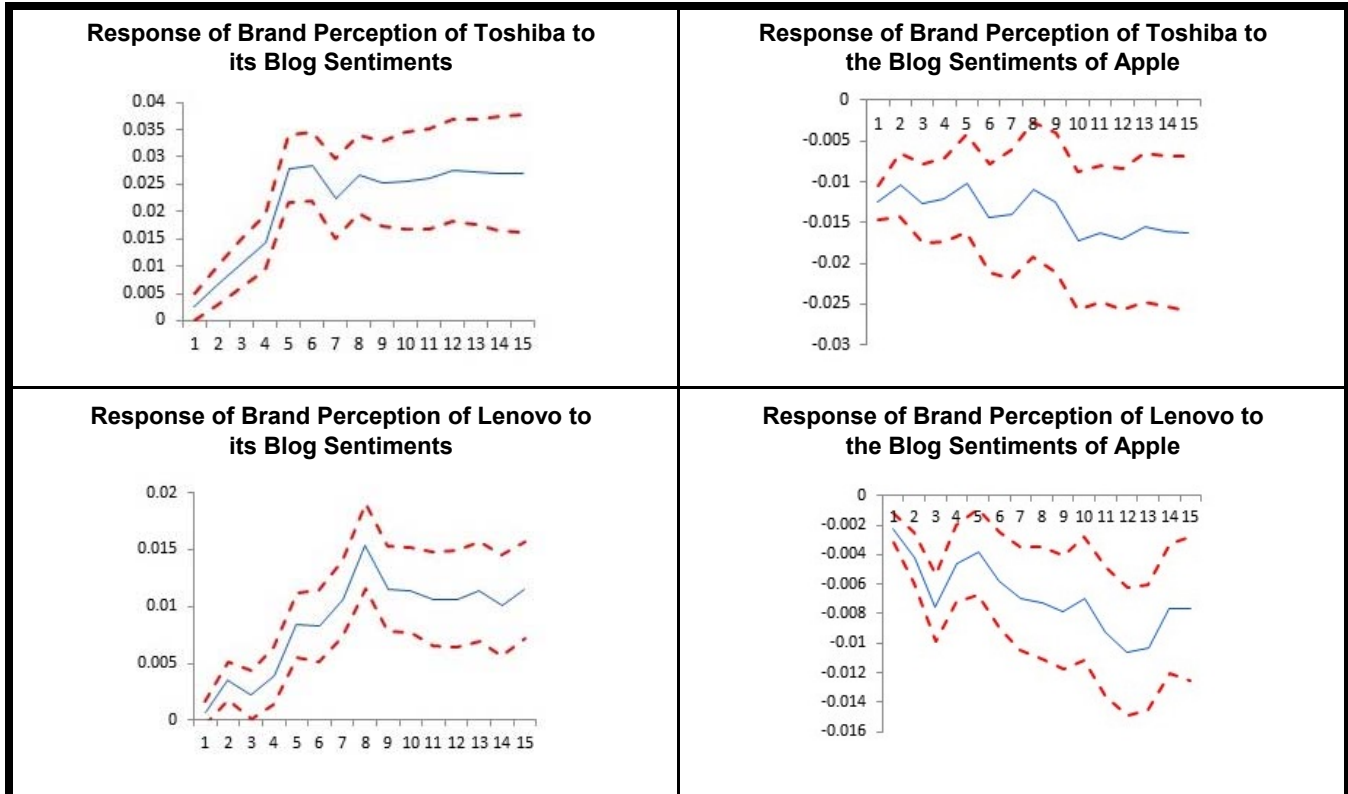 Response of Brand Perception of Toshiba to
its Blog Sentiments
0.04
0.035
0.03
0.025
0.02
0.015
0.01
0.005
0
1 2 3 4 5 6 7 8 9 10 11 12 13 14 15
Response of Brand Perception of Toshiba to
the Blog Sentiments of Apple
0
1 2 3 4 5 6 7 8 9 10 11 12 13 14 15
-0.005
-0.01
-0.015
-0.02
-0.025
-0.03
Response of Brand Perception of Lenovo to
its Blog Sentiments
0.02
0.015
0.01
0.005
0
1 2 3 4 5 6 7 8 9 10 11 12 13 14 15
Response of Brand Perception of Lenovo to
the Blog Sentiments of Apple
0
1 2 3 4 5 6 7 8 9 10 11 12 13 14 15
-0.002
-0.004
-0.006
-0.008
-0.01
-0.012
-0.014
-0.016